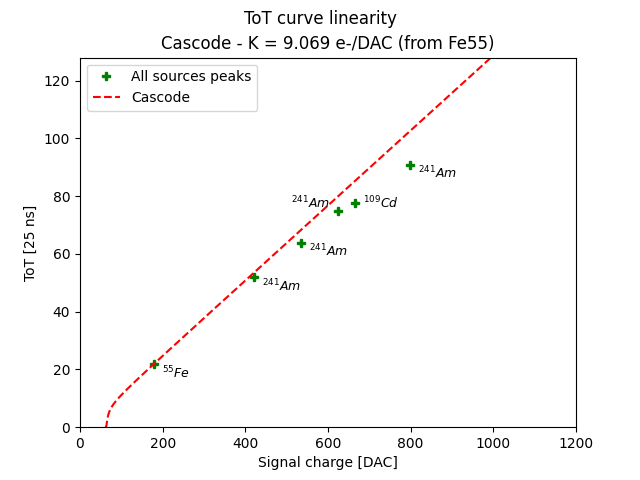 ToT curve linearity
Cascode - K = 9.069 e-/DAC (from Fe55)
All sources peaks
Cascode
120
100
80
60
40
20
0
ToT [25 ns]
²⁴¹Am
²⁴¹Am
¹⁰⁹Cd
²⁴¹Am
²⁴¹Am
⁵⁵Fe
0 200 400 600 800 1000 1200
Signal charge [DAC]